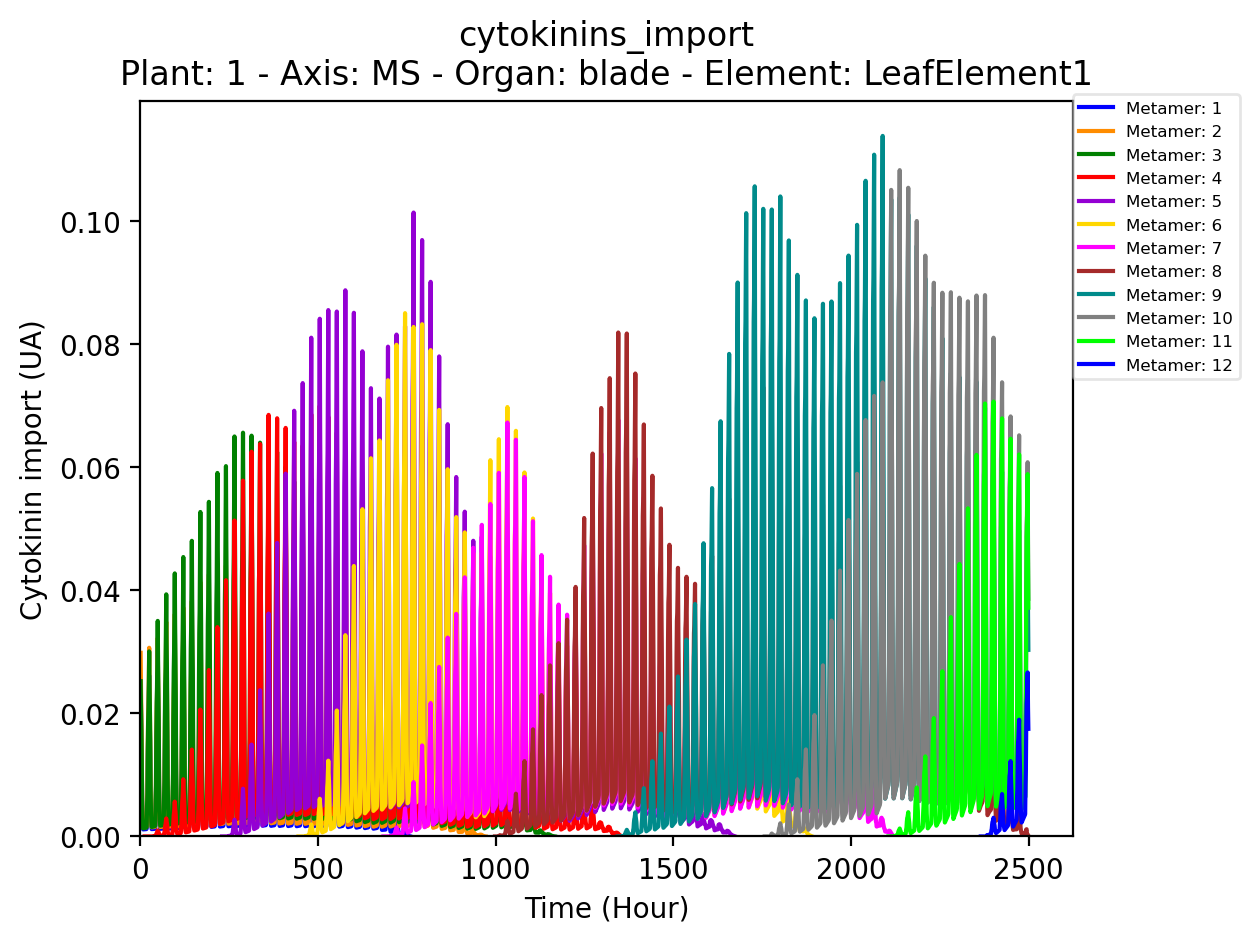 cytokinins_import
Plant: 1 - Axis: MS - Organ: blade - Element: LeafElement1
Metamer: 1
Metamer: 2
Metamer: 3
Metamer: 4
Metamer: 5
Metamer: 6
Metamer: 7
Metamer: 8
Metamer: 9
Metamer: 10
Metamer: 11
Metamer: 12
Cytokinin import (UA)
0.10
0.08
0.06
0.04
0.02
0.00
0 500 1000 1500 2000 2500
Time (Hour)